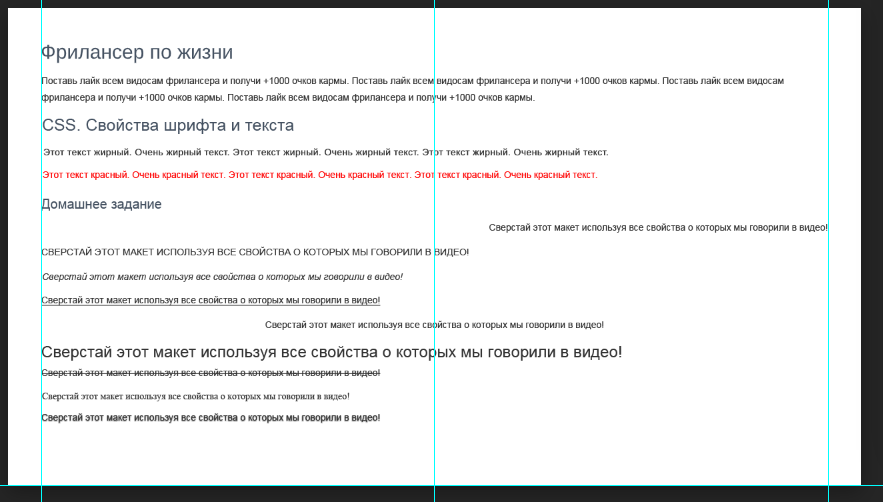 Фрилансер по жизни
Поставь лайк всем видосам фрилансера и получи +1000 очков кармы. Поставь лайк всем видосам фрилансера и получи +1000 очков кармы. Поставь лайк всем видосам
фрилансера и получи +1000 очков кармы. Поставь лайк всем видосам фрилансера и получи +1000 очков кармы.
CSS. Свойства шрифта и текста
Этот текст жирный. Очень жирный текст. Этот текст жирный. Очень жирный текст. Этот текст жирный. Очень жирный текст.
Этот текст красный. Очень красный текст. Этот текст красный. Очень красный текст. Этот текст красный. Очень красный текст.
Домашнее задание
Сверстай этот макет используя все свойства о которых мы говорили в видео!
СВЕРСТАЙ ЭТОТ МАКЕТ ИСПОЛЬЗУЯ ВСЕ СВОЙСТВА О КОТОРЫХ МЫ ГОВОРИЛИ В ВИДЕО!
Сверстай этот макет используя все свойства о которых мы говорили в видео!
Сверстай этот макет используя все свойства о которых мы говорили в видео!
Сверстай этот макет используя все свойства о которых мы говорили в видео!
Сверстай этот макет используя все свойства о которых мы говорили в видео!
Сверстай этот макет используя все свойства о которых мы говорили в видео!
Сверстай этот макет используя все свойства о которых мы говорили в видео!
Сверстай этот макет используя все свойства о которых мы говорили в видео!